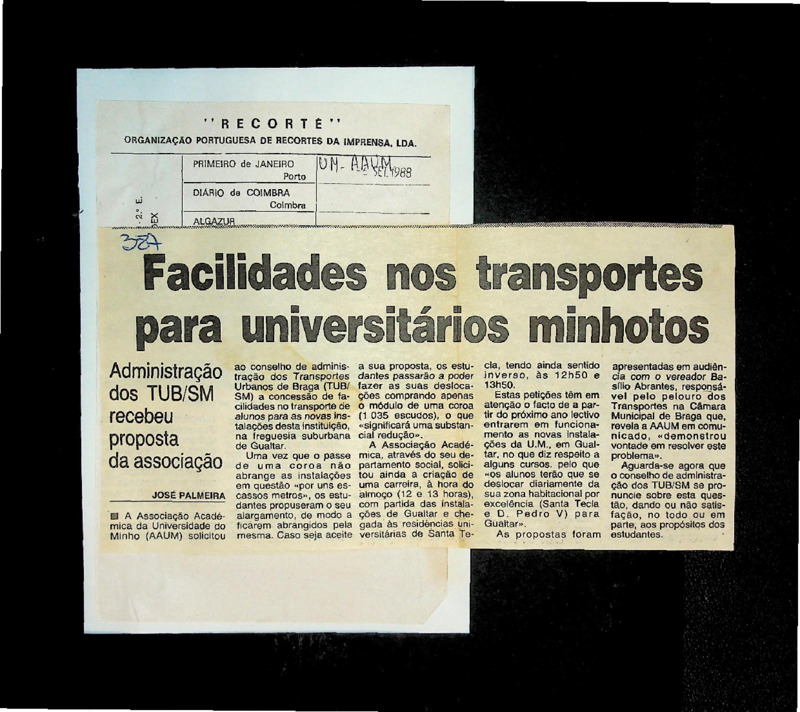 "RECORTE"
ORGANIZAÇÃO PORTUGUESA DE RECORTES DA IMPRENSA, LDA.
PRIMEIRO de JANEIRO
Porto
UM - AAUM
SET. 1988
DIÁRIO de COIMBRA
Coimbra
ALGAZUR
- 2.º E.
EX
387
Facilidades nos transportes
para universitários minhotos
Administração
dos TUB/SM
recebeu
proposta
da associação
JOSÉ PALMEIRA
A Associação Acadé-
mica da Universidade do
Minho (AAUM) solicitou
ao conselho de adminis-
tração dos Transportes
Urbanos de Braga (TUB/
SM) a concessão de fa-
cilidades no transporte de
alunos para as novas ins-
talações desta instituição,
na freguesia suburbana
de Gualtar.
Uma vez que o passe
de uma coroa não
abrange as instalações
em questão «por uns es-
cassos metros», os estu-
dantes propuseram o seu
alargamento, de modo a
ficarem abrangidos pela
mesma. Caso seja aceite
a sua proposta, os estu-
dantes passarão a poder
fazer as suas desloca-
ções comprando apenas
o módulo de uma coroa
(1 035 escudos), o que
«significará uma substan-
cial redução».
A Associação Acadé-
mica, através do seu de-
partamento social, solici-
tou ainda a criação de
uma carreira, à hora do
almoço (12 e 13 horas),
com partida das instala-
ções de Gualtar e che-
gada às residências uni-
versitárias de Santa Te-
cla, tendo ainda sentido
inverso, às 12h50 e
13h50.
Estas petições têm em
atenção o facto de a par-
tir do próximo ano lectivo
entrarem em funciona-
mento as novas instala-
ções da U.M., em Gual-
tar, no que diz respeito a
alguns cursos. pelo que
«os alunos terão que se
deslocar diariamente da
sua zona habitacional por
excelência (Santa Tecla
e D. Pedro V) para
Gualtar».
As propostas foram
apresentadas em audiên-
cia com o vereador Ba-
sílio Abrantes, responsá-
vel pelo pelouro dos
Transportes na Câmara
Municipal de Braga que,
revela a AAUM em comu-
nicado, «demonstrou
vontade em resolver este
problema».
Aguarda-se agora que
o conselho de administra-
ção dos TUB/SM se pro-
nuncie sobre esta ques-
tão, dando ou não satis-
fação, no todo ou em
parte, aos propósitos dos
estudantes.